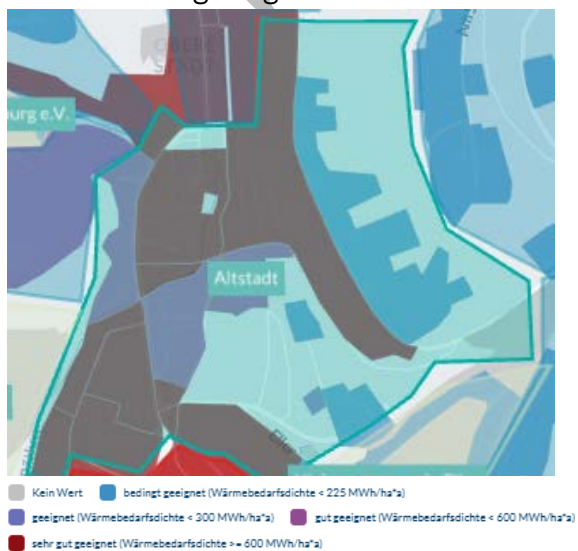 OBERE
STADT
urg e.V.
Altstadt
Kein Wert bedingt geeignet (Wärmebedarfsdichte < 225 MWh/ha*a)
geeignet (Wärmebedarfsdichte < 300 MWh/ha*a) gut geeignet (Wärmebedarfsdichte < 600 MWh/ha*a)
sehr gut geeignet (Wärmebedarfsdichte >= 600 MWh/ha*a)